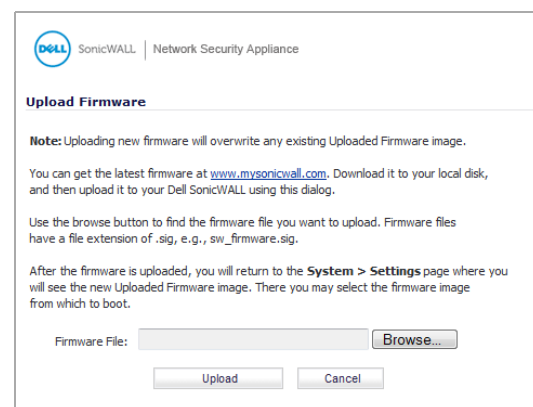 DELL SonicWALL | Network Security Appliance
Upload Firmware
Note: Uploading new firmware will overwrite any existing Uploaded Firmware image.
You can get the latest firmware at www.mysonicwall.com. Download it to your local disk,
and then upload it to your Dell SonicWALL using this dialog.
Use the browse button to find the firmware file you want to upload. Firmware files
have a file extension of .sig, e.g., sw_firmware.sig.
After the firmware is uploaded, you will return to the System > Settings page where you
will see the new Uploaded Firmware image. There you may select the firmware image
from which to boot.
Firmware File: Browse...
Upload Cancel